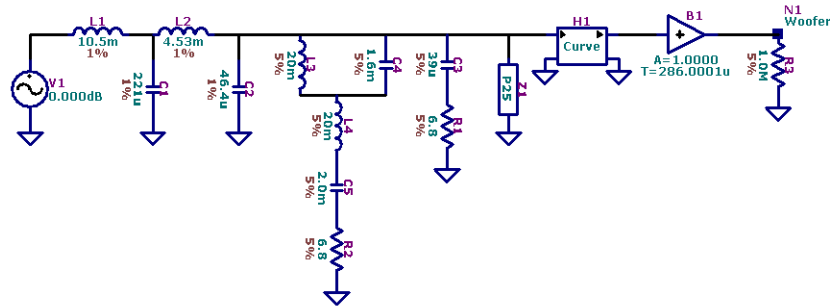 L1
10.5m
1%
L2
4.53m
1%
V1
0.000dB
221u
1%
C1
46.4u
1%
C2
20m
5%
L3
1.6m
5%
C4
20m
5%
L4
2.0m
5%
C5
6.8
5%
R2
39u
5%
C3
6.8
5%
R1
P25
Z1
H1
Curve
B1
A=1.0000
T=286.0001u
N1
Woofer
1.0M
5%
R3